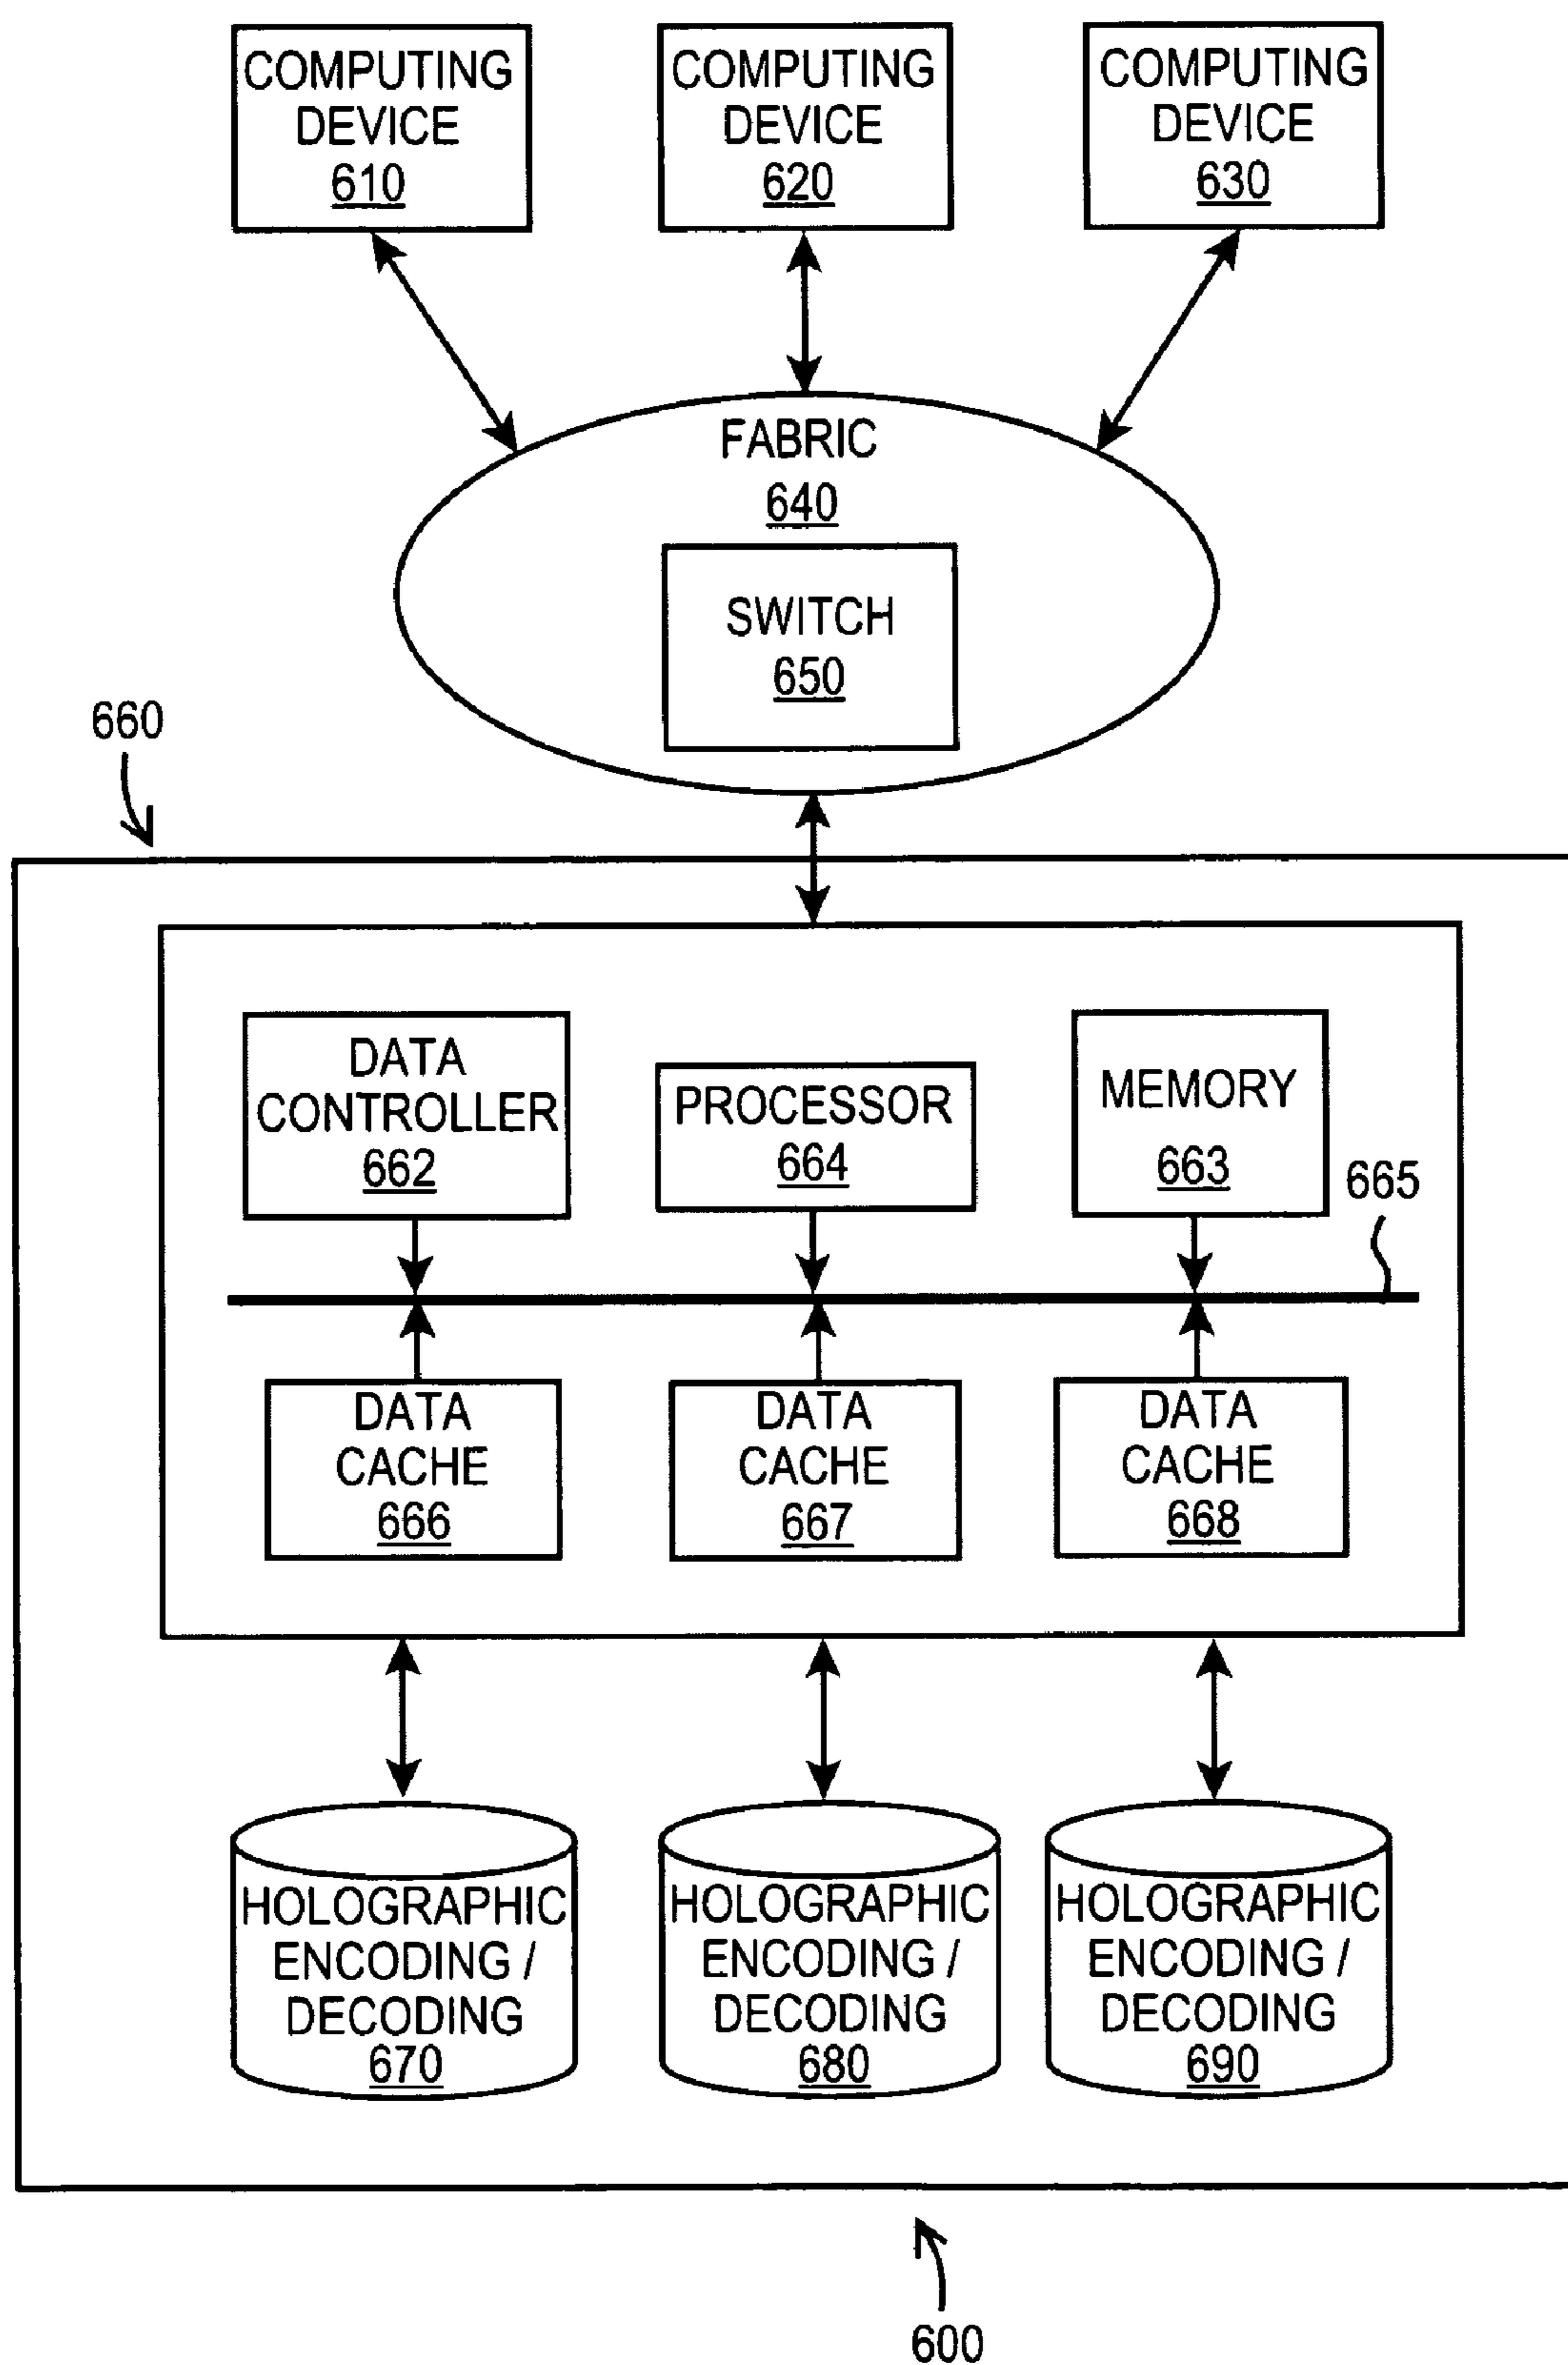 COMPUTING
DEVICE
610
COMPUTING
DEVICE
620
COMPUTING
DEVICE
630
FABRIC
640
SWITCH
650
660
DATA
CONTROLLER
662
PROCESSOR
664
MEMORY
663
665
DATA
CACHE
666
DATA
CACHE
667
DATA
CACHE
668
HOLOGRAPHIC
ENCODING /
DECODING
670
HOLOGRAPHIC
ENCODING /
DECODING
680
HOLOGRAPHIC
ENCODING /
DECODING
690
600